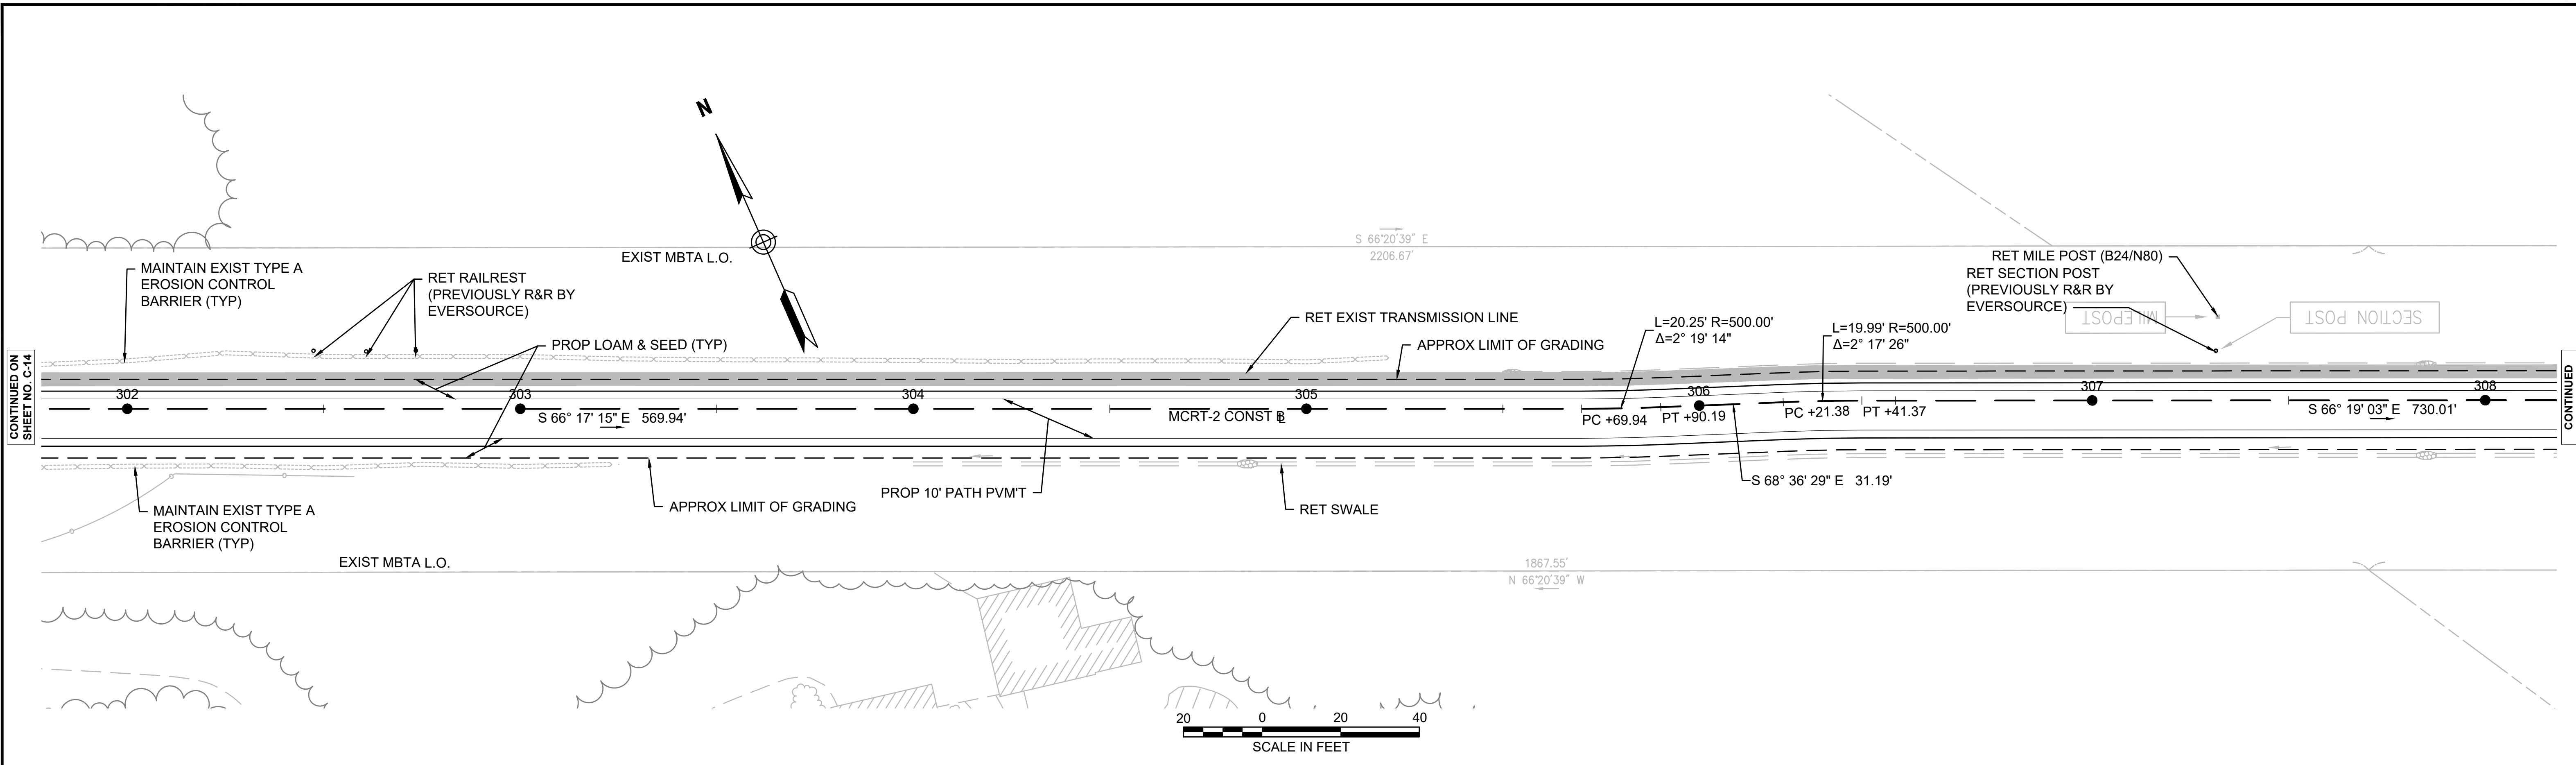 N
S 66°20'39" E
2206.67'
EXIST MBTA L.O.
MAINTAIN EXIST TYPE A
EROSION CONTROL
BARRIER (TYP)
RET RAILREST
(PREVIOUSLY R&R BY
EVERSOURCE)
RET MILE POST (B24/N80)
RET SECTION POST
(PREVIOUSLY R&R BY
EVERSOURCE)
MILEPOST
SECTION POST
RET EXIST TRANSMISSION LINE
L=20.25' R=500.00'
Δ=2° 19' 14"
L=19.99' R=500.00'
Δ=2° 17' 26"
PROP LOAM & SEED (TYP)
APPROX LIMIT OF GRADING
CONTINUED ON
SHEET NO. C-14
302
303
304
305
306
307
308
S 66° 17' 15" E 569.94'
MCRT-2 CONST BL
PC +69.94
PT +90.19
PC +21.38
PT +41.37
S 66° 19' 03" E 730.01'
CONTINUED
S 68° 36' 29" E 31.19'
PROP 10' PATH PVM'T
APPROX LIMIT OF GRADING
RET SWALE
MAINTAIN EXIST TYPE A
EROSION CONTROL
BARRIER (TYP)
EXIST MBTA L.O.
1867.55'
N 66°20'39" W
20 0 20 40
SCALE IN FEET